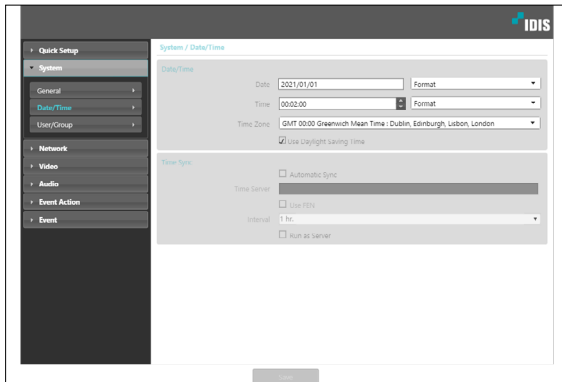 IDIS
Quick Setup
System
General
Date/Time
User/Group
Network
Video
Audio
Event Action
Event
System / Date/Time
Date/Time
Date 2021/01/01 Format
Time 00:02:00 Format
Time Zone GMT 00:00 Greenwich Mean Time : Dublin, Edinburgh, Lisbon, London
Use Daylight Saving Time
Time Sync
Automatic Sync
Time Server
Use FEN
Interval 1 hr.
Run as Server
Save